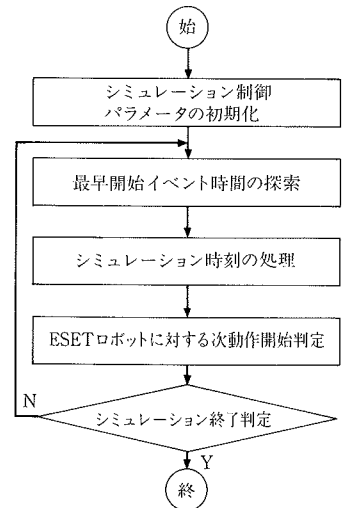 始
シミュレーション制御
パラメータの初期化
最早開始イベント時間の探索
シミュレーション時刻の処理
ESETロボットに対する次動作開始判定
シミュレーション終了判定
N
Y
終